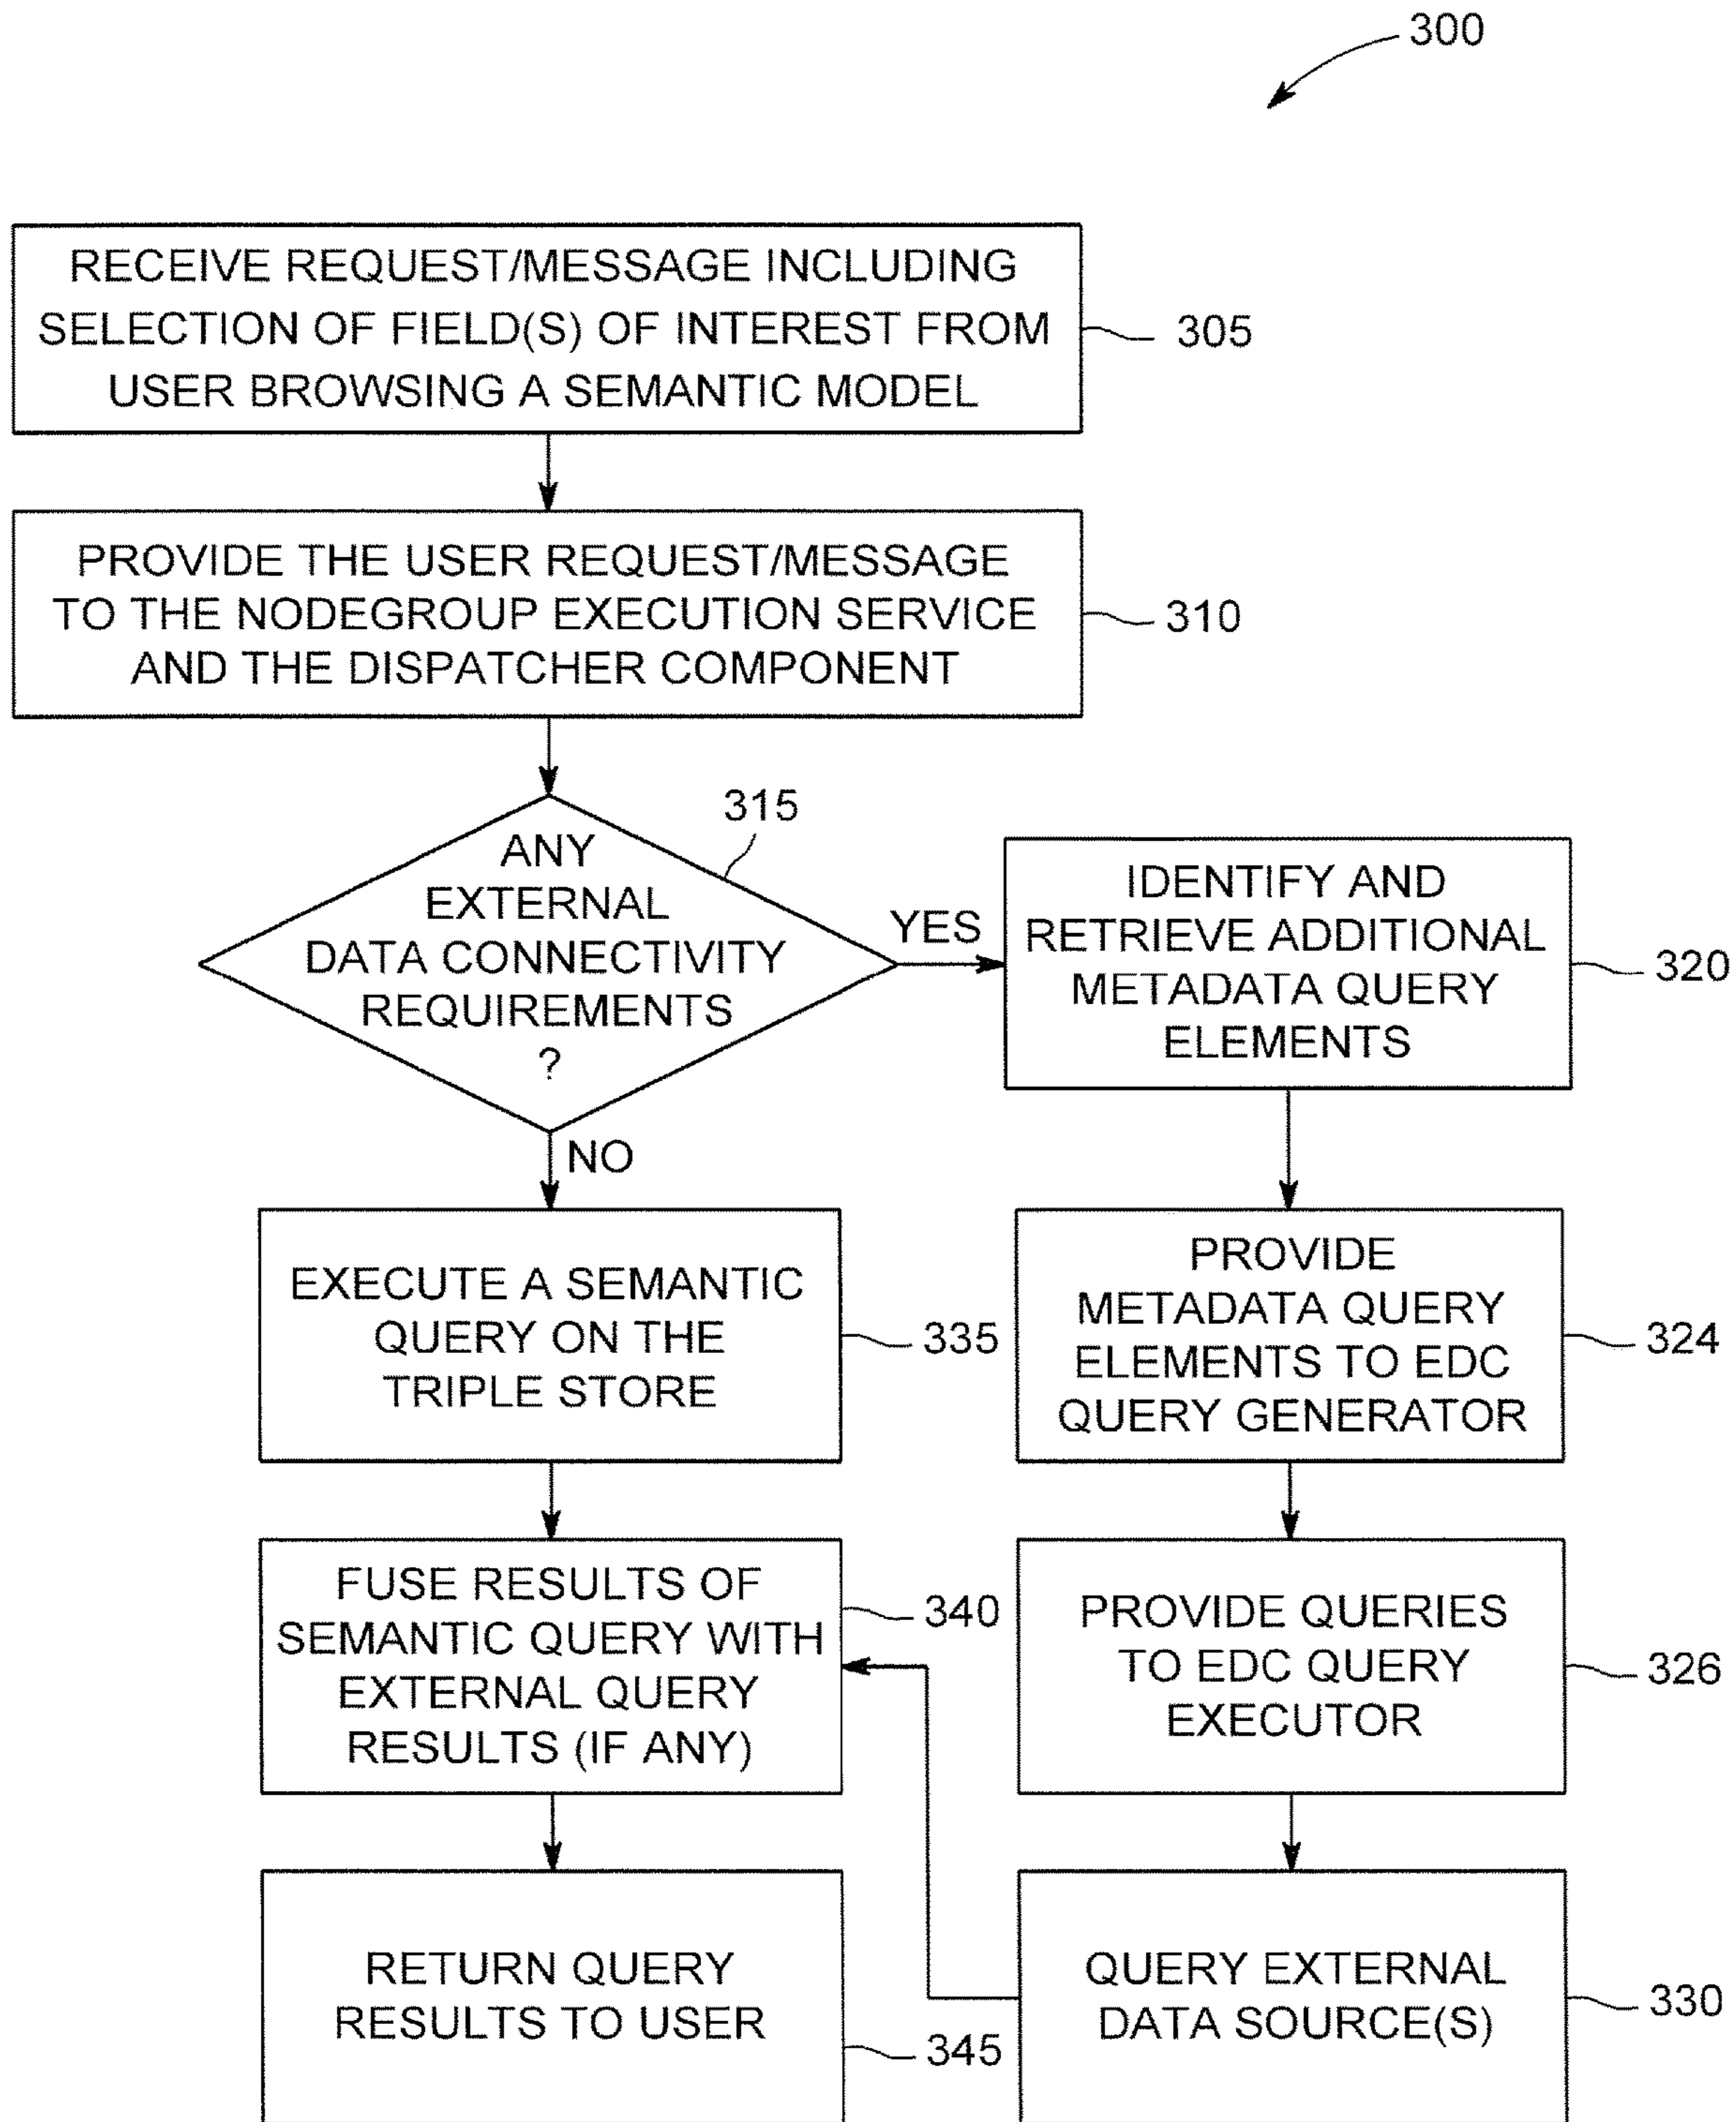 300
RECEIVE REQUEST/MESSAGE INCLUDING
SELECTION OF FIELD(S) OF INTEREST FROM
USER BROWSING A SEMANTIC MODEL
305
PROVIDE THE USER REQUEST/MESSAGE
TO THE NODEGROUP EXECUTION SERVICE
AND THE DISPATCHER COMPONENT
310
315
ANY
EXTERNAL
DATA CONNECTIVITY
REQUIREMENTS
?
YES
IDENTIFY AND
RETRIEVE ADDITIONAL
METADATA QUERY
ELEMENTS
320
NO
EXECUTE A SEMANTIC
QUERY ON THE
TRIPLE STORE
335
PROVIDE
METADATA QUERY
ELEMENTS TO EDC
QUERY GENERATOR
324
FUSE RESULTS OF
SEMANTIC QUERY WITH
EXTERNAL QUERY
RESULTS (IF ANY)
340
PROVIDE QUERIES
TO EDC QUERY
EXECUTOR
326
RETURN QUERY
RESULTS TO USER
345
QUERY EXTERNAL
DATA SOURCE(S)
330